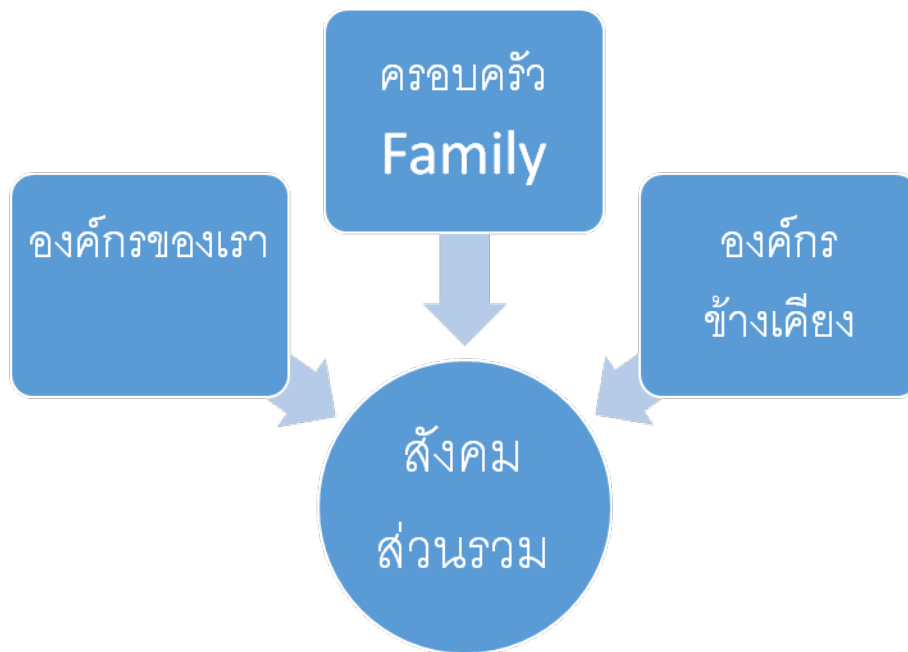 ครอบครัว
Family
องค์กรของเรา
องค์กร
ข้างเคียง
สังคม
ส่วนรวม